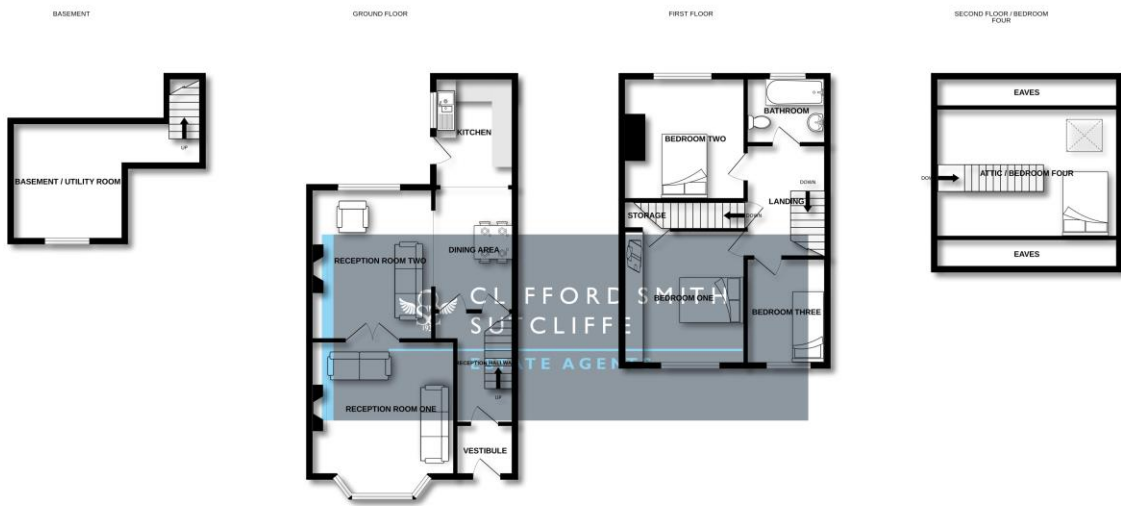 BASEMENT
GROUND FLOOR
FIRST FLOOR
SECOND FLOOR / BEDROOM
FOUR
BASEMENT / UTILITY ROOM
UP
KITCHEN
DINING AREA
RECEPTION ROOM TWO
RECEPTION HALLWAY
UP
RECEPTION ROOM ONE
VESTIBULE
BATHROOM
BEDROOM TWO
DOWN
LANDING
STORAGE
DOWN
BEDROOM ONE
BEDROOM THREE
EAVES
DOWN
ATTIC / BEDROOM FOUR
EAVES
CLIFFORD SMITH
SUTCLIFFE
ESTATE AGENTS